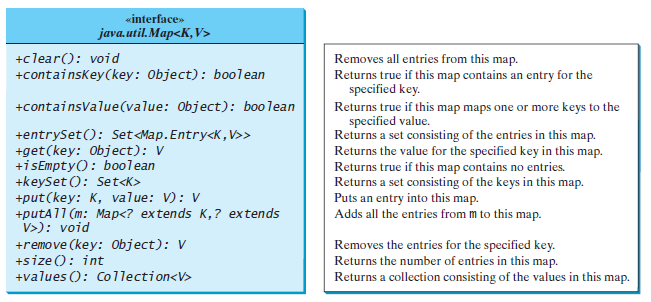 «interface»
java.util.Map<K,V>
+clear(): void
+containsKey(key: Object): boolean
+containsValue(value: Object): boolean
+entrySet(): Set<Map.Entry<K,V>>
+get(key: Object): V
+isEmpty(): boolean
+keySet(): Set<K>
+put(key: K, value: V): V
+putAll(m: Map<? extends K,? extends
V>): void
+remove(key: Object): V
+size(): int
+values(): Collection<V>
Removes all entries from this map.
Returns true if this map contains an entry for the
specified key.
Returns true if this map maps one or more keys to the
specified value.
Returns a set consisting of the entries in this map.
Returns the value for the specified key in this map.
Returns true if this map contains no entries.
Returns a set consisting of the keys in this map.
Puts an entry into this map.
Adds all the entries from m to this map.
Removes the entries for the specified key.
Returns the number of entries in this map.
Returns a collection consisting of the values in this map.